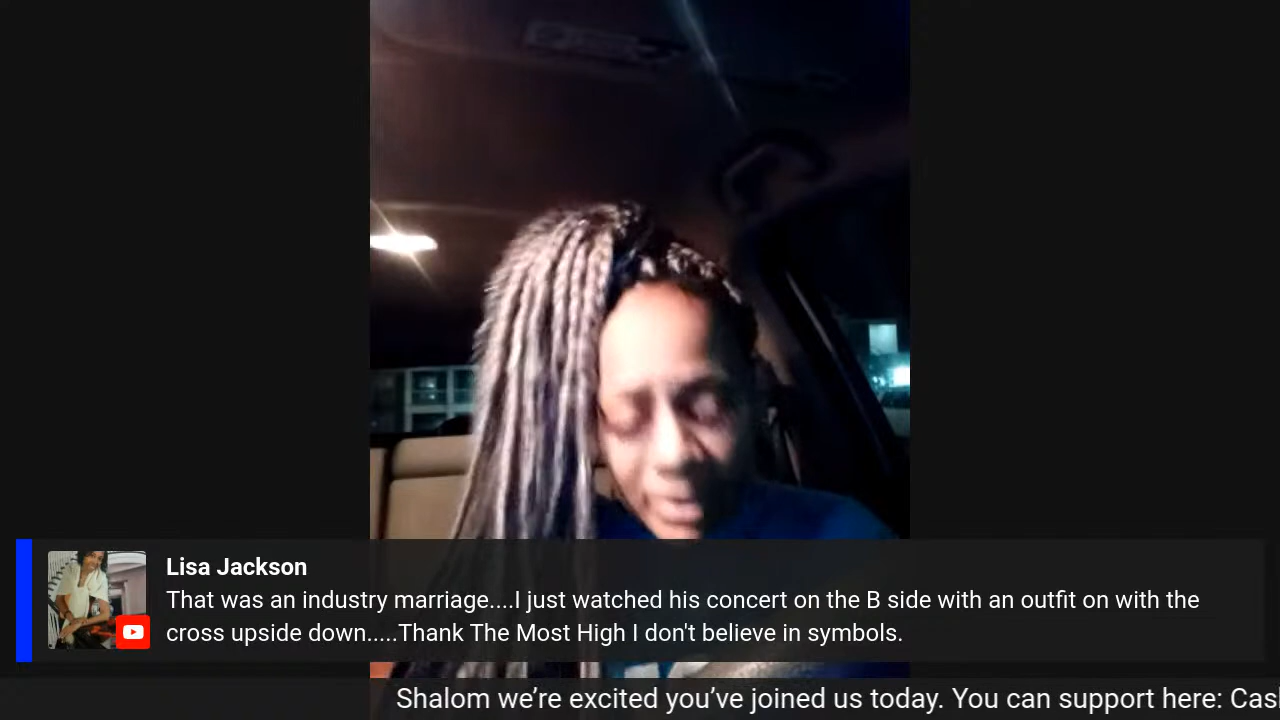 Lisa Jackson
That was an industry marriage....I just watched his concert on the B side with an outfit on with the
cross upside down.....Thank The Most High I don't believe in symbols.
Shalom we’re excited you’ve joined us today. You can support here: Cas